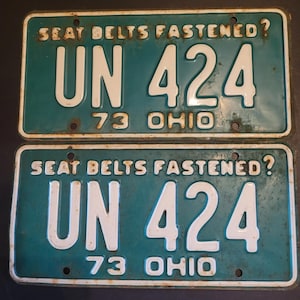 SEAT BELTS FASTENED?
UN 424
73 OHIO
SEAT BELTS FASTENED?
UN 424
73 OHIO